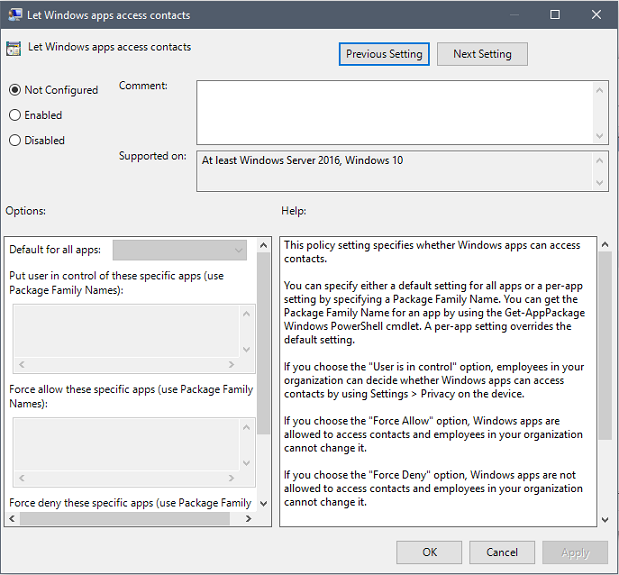 Let Windows apps access contacts
Let Windows apps access contacts
Previous Setting
Next Setting
Not Configured
Enabled
Disabled
Comment:
Supported on:
At least Windows Server 2016, Windows 10
Options:
Help:
Default for all apps:
Put user in control of these specific apps (use
Package Family Names):
Force allow these specific apps (use Package Family
Names):
Force deny these specific apps (use Package Family
This policy setting specifies whether Windows apps can access
contacts.
You can specify either a default setting for all apps or a per-app
setting by specifying a Package Family Name. You can get the
Package Family Name for an app by using the Get-AppPackage
Windows PowerShell cmdlet. A per-app setting overrides the
default setting.
If you choose the "User is in control" option, employees in your
organization can decide whether Windows apps can access
contacts by using Settings > Privacy on the device.
If you choose the "Force Allow" option, Windows apps are
allowed to access contacts and employees in your organization
cannot change it.
If you choose the "Force Deny" option, Windows apps are not
allowed to access contacts and employees in your organization
cannot change it.
OK
Cancel
Apply